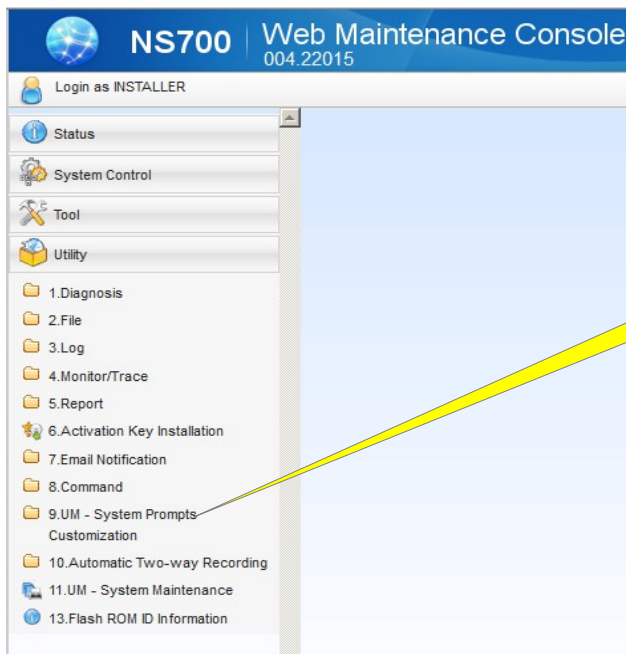 NS700
Web Maintenance Console
004.22015
Login as INSTALLER
Status
System Control
Tool
Utility
1.Diagnosis
2.File
3.Log
4.Monitor/Trace
5.Report
6.Activation Key Installation
7.Email Notification
8.Command
9.UM - System Prompts
Customization
10.Automatic Two-way Recording
11.UM - System Maintenance
13.Flash ROM ID Information